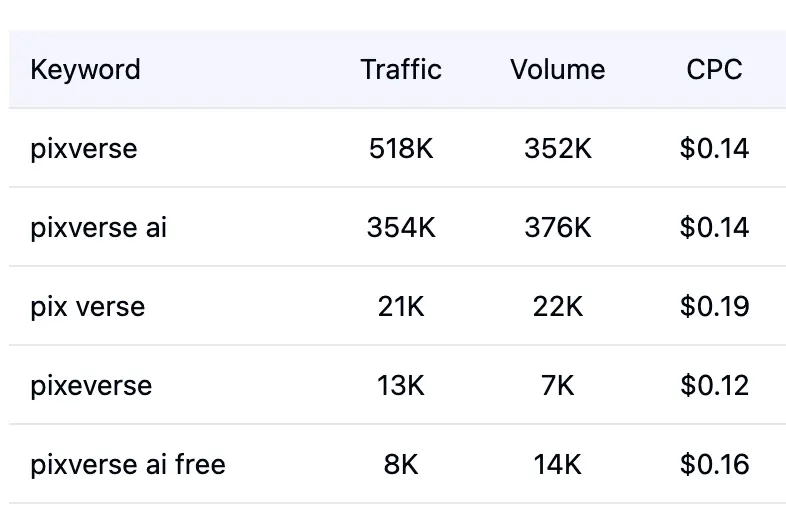 Keyword Traffic Volume CPC
pixverse 518K 352K $0.14
pixverse ai 354K 376K $0.14
pix verse 21K 22K $0.19
pixeverse 13K 7K $0.12
pixverse ai free 8K 14K $0.16